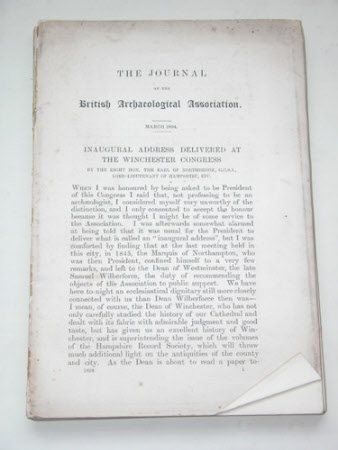 THE JOURNAL
OF THE
British Archaeological Association.
MARCH 1894.
INAUGURAL ADDRESS DELIVERED AT
THE WINCHESTER CONGRESS
BY THE RIGHT HON. THE EARL OF NORTHBROOK, G.C.S.I.,
LORD-LIEUTENANT OF HAMPSHIRE, ETC.
WHEN I was honoured by being asked to be President
of this Congress I said that, not professing to be an
archæologist, I considered myself very unworthy of the
distinction, and I only consented to accept the honour
because it was thought I might be of some service to
the Association. I was afterwards somewhat alarmed
at being told that it was usual for the President to
deliver what is called an "inaugural address", but I was
comforted by finding that at the last meeting held in
this city, in 1845, the Marquis of Northampton, who
was then President, confined himself to a very few
remarks, and left to the Dean of Westminster, the late
Samuel Wilberforce, the duty of recommending the
objects of the Association to public support. We have
here to-night an ecclesiastical dignitary still more closely
connected with us than Dean Wilberforce then was—
I mean, of course, the Dean of Winchester, who has not
only carefully studied the history of our Cathedral and
dealt with its fabric with admirable judgment and good
taste, but has given us an excellent history of Win-
chester, and is superintending the issue of the volumes
of the Hampshire Record Society, which will throw
much additional light on the antiquities of the county
and city. As the Dean is about to read a paper to-
1894 1